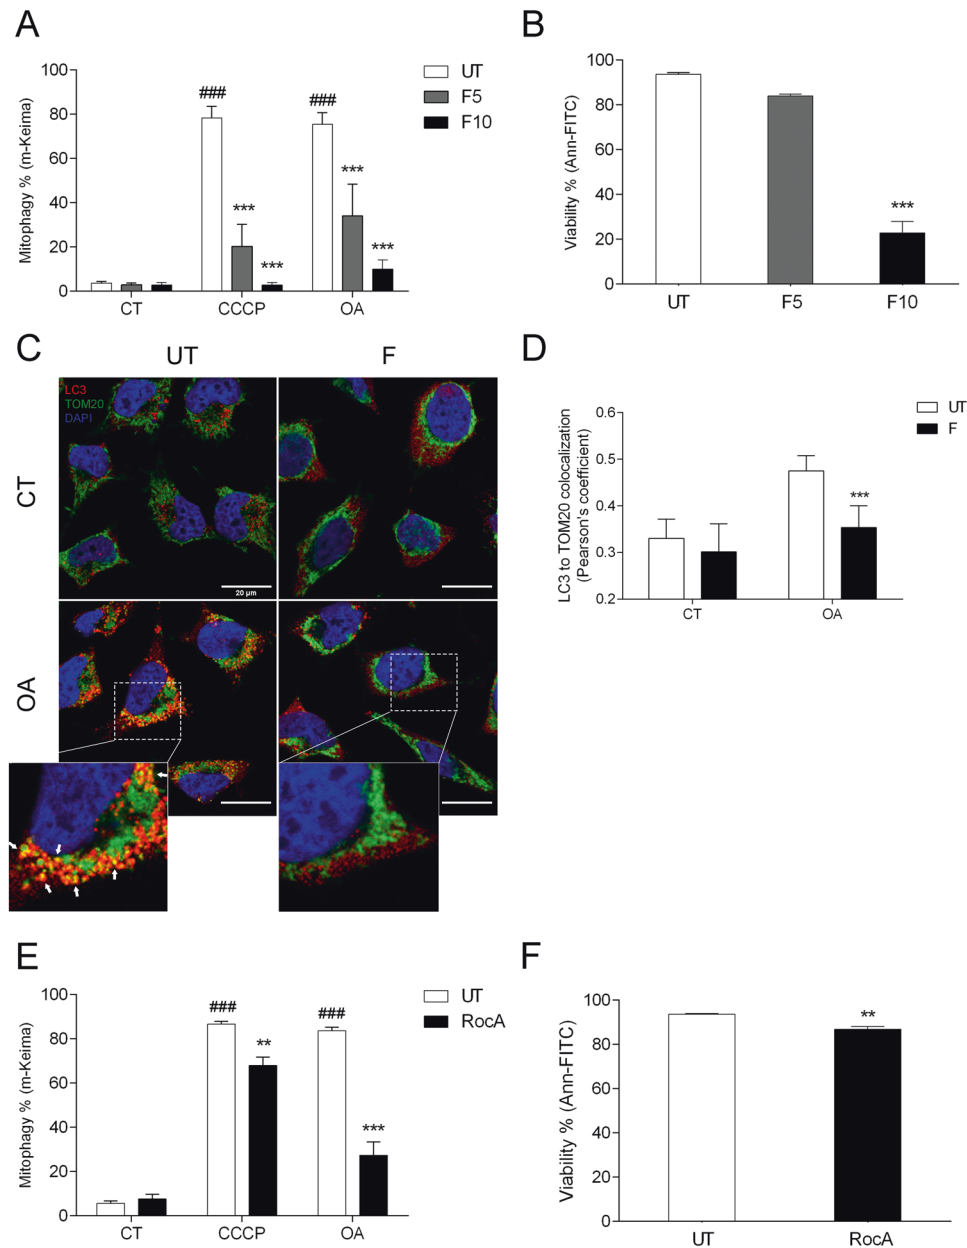 A
Mitophagy % (m-Keima)
100
80
60
40
20
0
###
***
***
###
***
***
CT
CCCP
OA
UT
F5
F10
B
Viability % (Ann-FITC)
100
80
60
40
20
0
***
UT
F5
F10
C
UT
F
CT
OA
LC3
TOM20
DAPI
20 µm
D
LC3 to TOM20 colocalization
(Pearson's coefficient)
0.6
0.5
0.4
0.3
0.2
***
CT
OA
UT
F
E
Mitophagy % (m-Keima)
100
80
60
40
20
0
###
**
###
***
CT
CCCP
OA
UT
RocA
F
Viability % (Ann-FITC)
100
80
60
40
20
0
**
UT
RocA